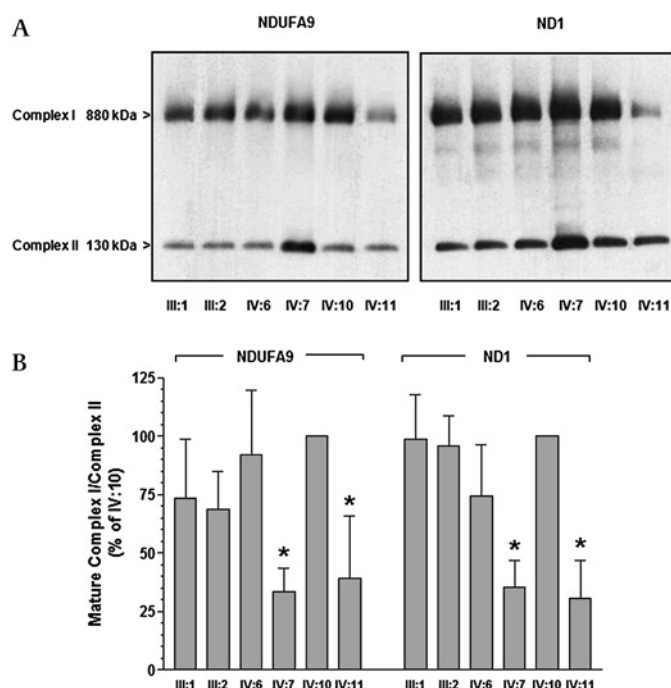 A
NDUFA9
ND1
Complex I 880 kDa >
Complex II 130 kDa >
III:1 III:2 IV:6 IV:7 IV:10 IV:11
III:1 III:2 IV:6 IV:7 IV:10 IV:11
B
NDUFA9
ND1
Mature Complex I/Complex II
(% of IV:10)
125
100
75
50
25
0
* * * *
III:1 III:2 IV:6 IV:7 IV:10 IV:11
III:1 III:2 IV:6 IV:7 IV:10 IV:11